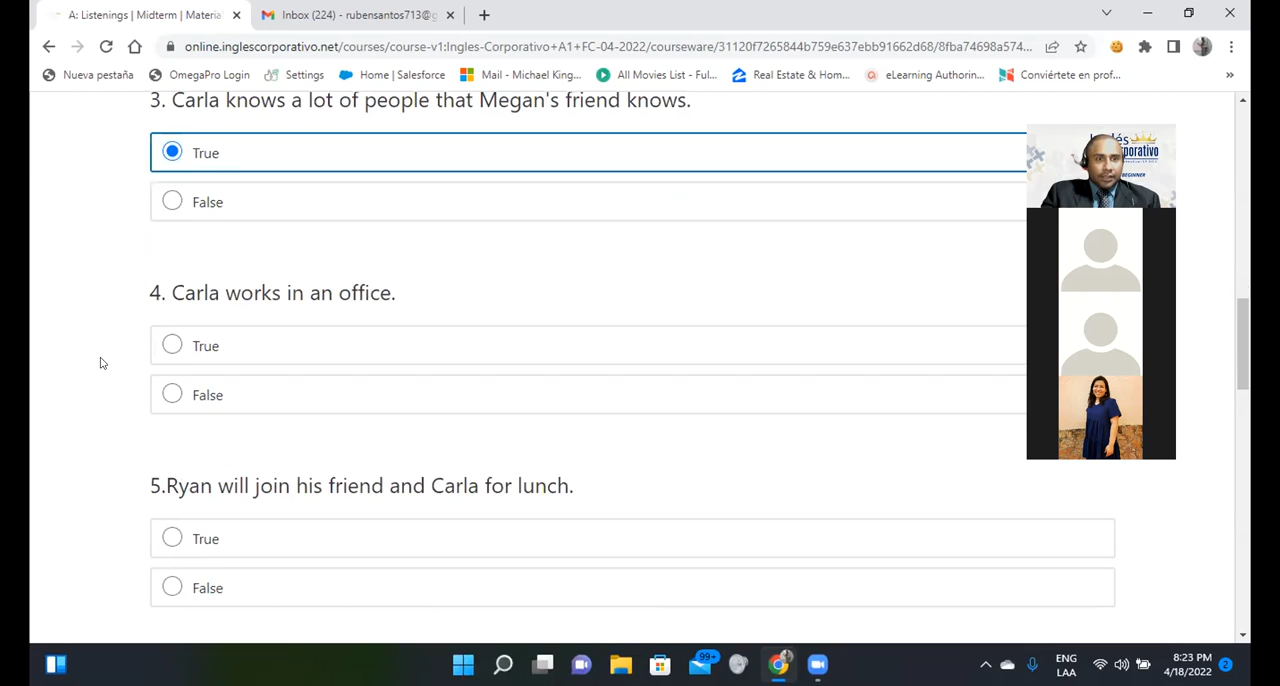 A: Listenings | Midterm | Materia
Inbox (224) - rubensantos713@g
online.inglescorporativo.net/courses/course-v1:Ingles-Corporativo+A1+FC-04-2022/courseware/31120f7265844b759e637ebb91662d68/8fba74698a574...
Nueva pestaña
OmegaPro Login
Settings
Home | Salesforce
Mail - Michael King...
All Movies List - Ful...
Real Estate & Hom...
eLearning Authorin...
Conviértete en prof...
»
3. Carla knows a lot of people that Megan's friend knows.
True
False
4. Carla works in an office.
True
False
5.Ryan will join his friend and Carla for lunch.
True
False
BEGINNER
99+
ENG
LAA
8:23 PM
4/18/2022
2